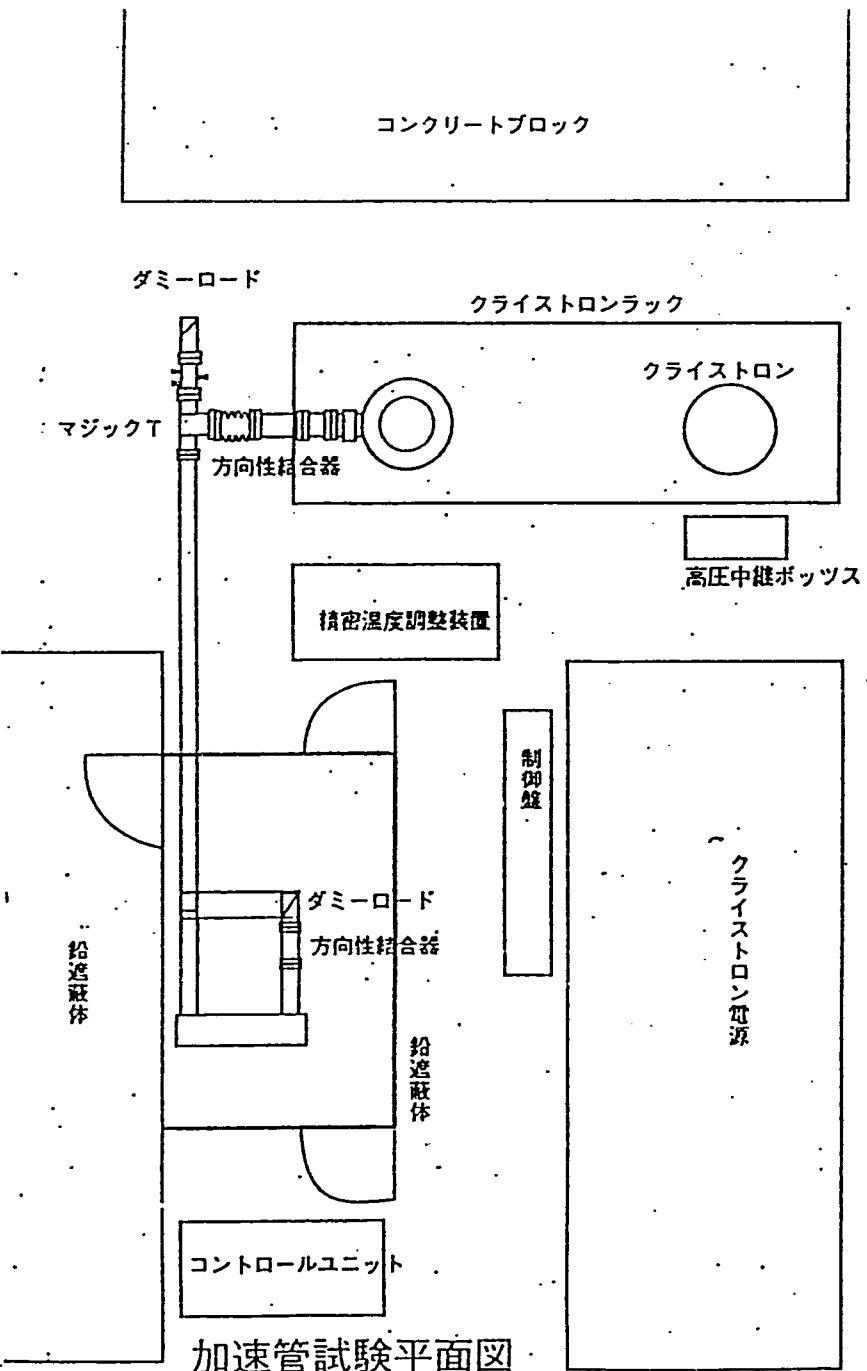 コンクリートブロック
ダミーロード
クライストロンラック
クライストロン
マジックT
方向性結合器
高圧中継ボッツス
精密温度調整装置
制御盤
クライストロン電源
ダミーロード
方向性結合器
鉛遮蔽体
鉛遮蔽体
コントロールユニット
加速管試験平面図